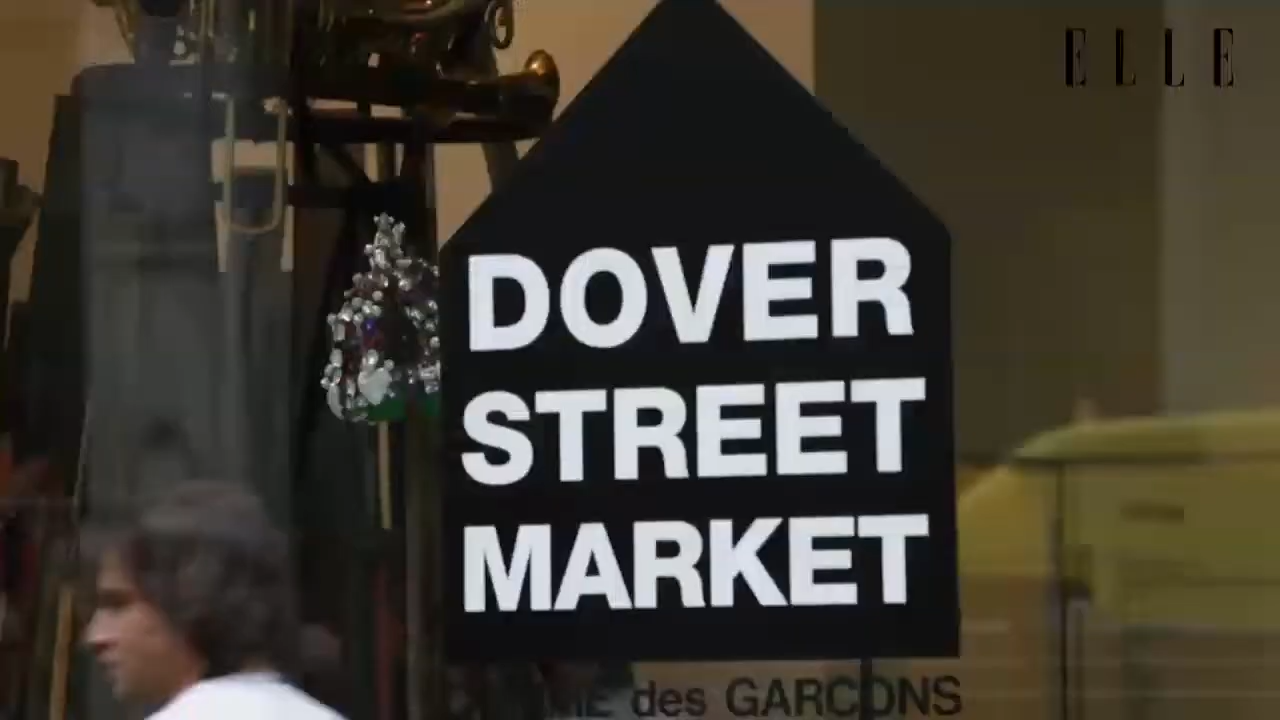 ELLE
DOVER
STREET
MARKET
des GARCONS